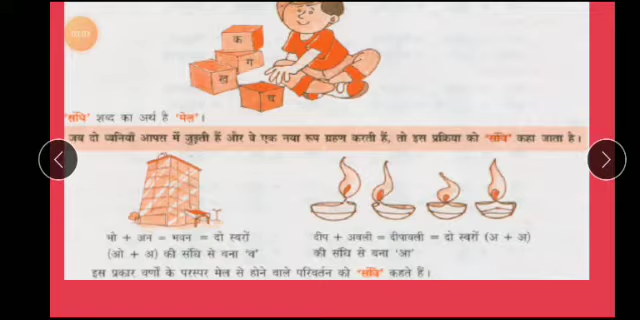 क
ग
ख
घ
'संधि' शब्द का अर्थ है 'मेल'।
जब दो ध्वनियाँ आपस में जुड़ती हैं और वे एक नया रूप ग्रहण करती हैं, तो इस प्रक्रिया को 'संधि' कहा जाता है।
भो + अन = भवन = दो स्वरों
(ओ + अ) की संधि से बना 'व'
दीप + अवली = दीपावली = दो स्वरों (अ + अ)
की संधि से बना 'आ'
इस प्रकार वर्णों के परस्पर मेल से होने वाले परिवर्तन को 'संधि' कहते हैं।